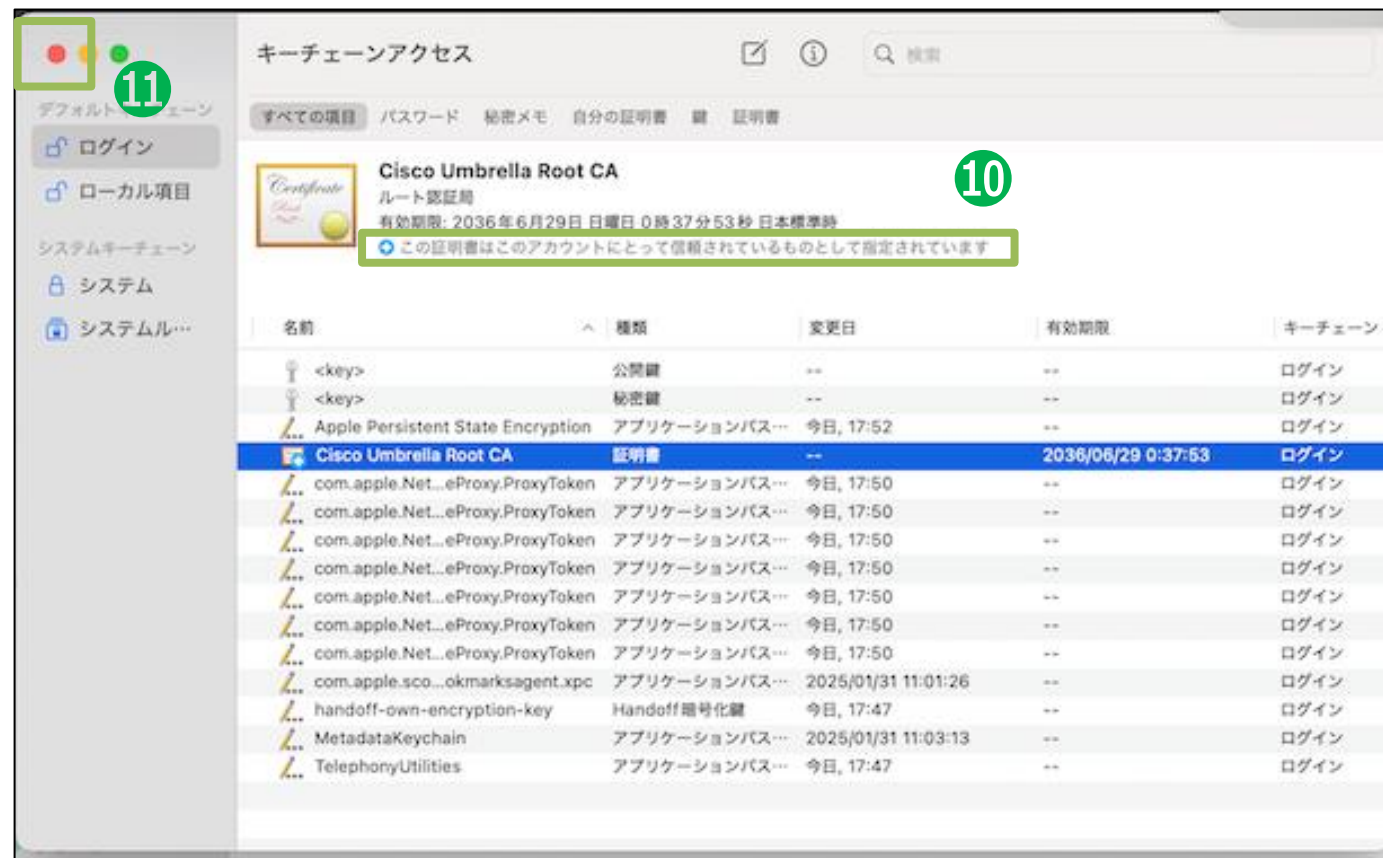 11
キーチェーンアクセス
検索
すべての項目 パスワード 秘密メモ 自分の証明書 鍵 証明書
ログイン
ローカル項目
システムキーチェーン
システム
システムル…
Certificate
Cisco Umbrella Root CA
ルート認証局
有効期限: 2036年6月29日 日曜日 0時37分53秒 日本標準時
この証明書はこのアカウントにとって信頼されているものとして指定されています
10
名前 種類 変更日 有効期限 キーチェーン
<key> 公開鍵 -- -- ログイン
<key> 秘密鍵 -- -- ログイン
Apple Persistent State Encryption アプリケーションパス… 今日, 17:52 -- ログイン
Cisco Umbrella Root CA 証明書 -- 2036/06/29 0:37:53 ログイン
com.apple.Net...eProxy.ProxyToken アプリケーションパス… 今日, 17:50 -- ログイン
com.apple.Net...eProxy.ProxyToken アプリケーションパス… 今日, 17:50 -- ログイン
com.apple.Net...eProxy.ProxyToken アプリケーションパス… 今日, 17:50 -- ログイン
com.apple.Net...eProxy.ProxyToken アプリケーションパス… 今日, 17:50 -- ログイン
com.apple.Net...eProxy.ProxyToken アプリケーションパス… 今日, 17:50 -- ログイン
com.apple.Net...eProxy.ProxyToken アプリケーションパス… 今日, 17:50 -- ログイン
com.apple.Net...eProxy.ProxyToken アプリケーションパス… 今日, 17:50 -- ログイン
com.apple.sco...okmarksagent.xpc アプリケーションパス… 2025/01/31 11:01:26 -- ログイン
handoff-own-encryption-key Handoff暗号化鍵 今日, 17:47 -- ログイン
MetadataKeychain アプリケーションパス… 2025/01/31 11:03:13 -- ログイン
TelephonyUtilities アプリケーションパス… 今日, 17:47 -- ログイン